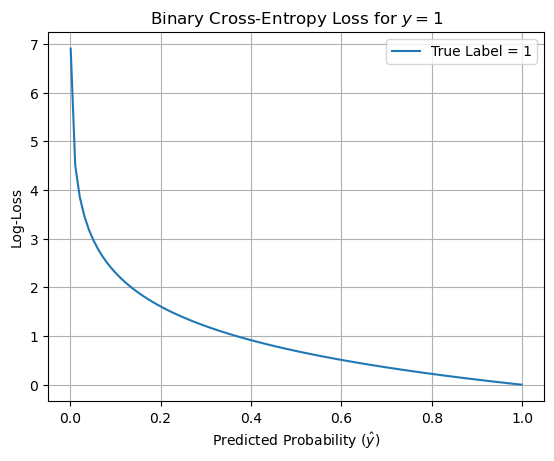 Binary Cross-Entropy Loss for y = 1
True Label = 1
Log-Loss
7
6
5
4
3
2
1
0
0.0 0.2 0.4 0.6 0.8 1.0
Predicted Probability (ŷ)